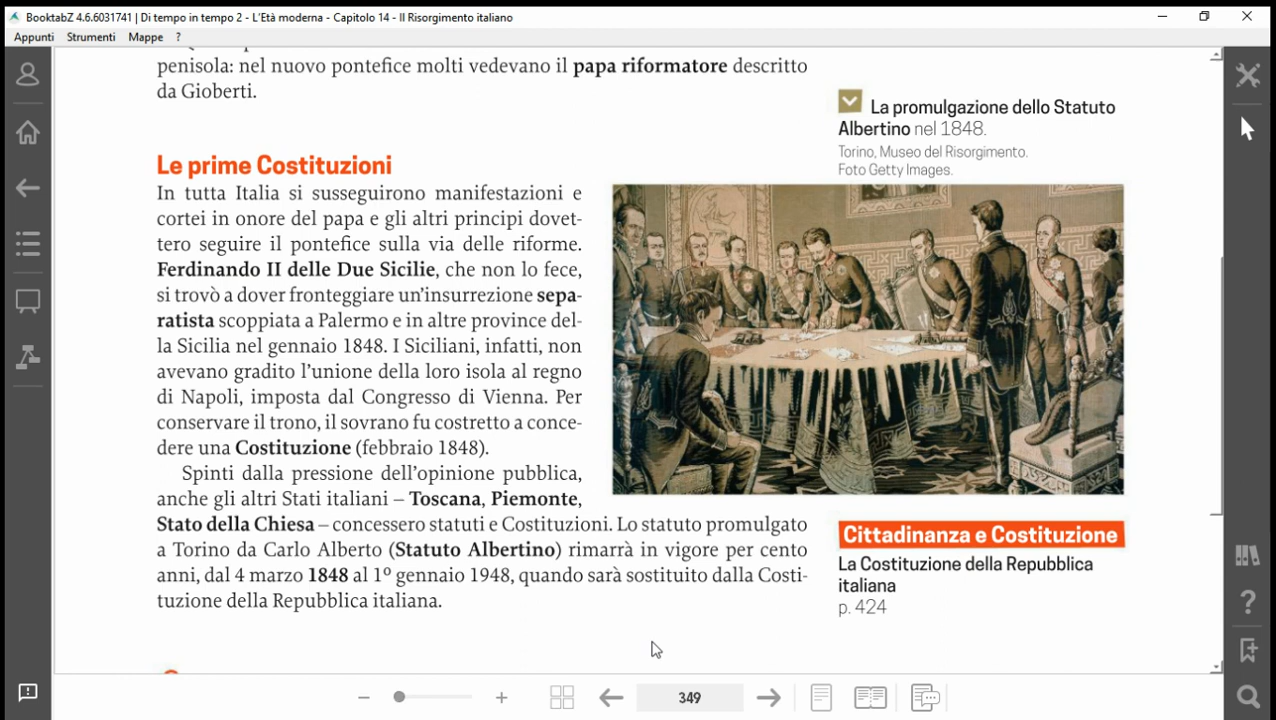 BooktabZ 4.6.6031741 | Di tempo in tempo 2 - L'Età moderna - Capitolo 14 - Il Risorgimento italiano
Appunti Strumenti Mappe ?
penisola: nel nuovo pontefice molti vedevano il papa riformatore descritto
da Gioberti.
La promulgazione dello Statuto
Albertino nel 1848.
Torino, Museo del Risorgimento.
Foto Getty Images.
Le prime Costituzioni
In tutta Italia si susseguirono manifestazioni e
cortei in onore del papa e gli altri principi dovet-
tero seguire il pontefice sulla via delle riforme.
Ferdinando II delle Due Sicilie, che non lo fece,
si trovò a dover fronteggiare un'insurrezione sepa-
ratista scoppiata a Palermo e in altre province del-
la Sicilia nel gennaio 1848. I Siciliani, infatti, non
avevano gradito l'unione della loro isola al regno
di Napoli, imposta dal Congresso di Vienna. Per
conservare il trono, il sovrano fu costretto a conce-
dere una Costituzione (febbraio 1848).
Spinti dalla pressione dell'opinione pubblica,
anche gli altri Stati italiani – Toscana, Piemonte,
Stato della Chiesa – concessero statuti e Costituzioni. Lo statuto promulgato
a Torino da Carlo Alberto (Statuto Albertino) rimarrà in vigore per cento
anni, dal 4 marzo 1848 al 1º gennaio 1948, quando sarà sostituito dalla Costi-
tuzione della Repubblica italiana.
Cittadinanza e Costituzione
La Costituzione della Repubblica
italiana
p. 424
349